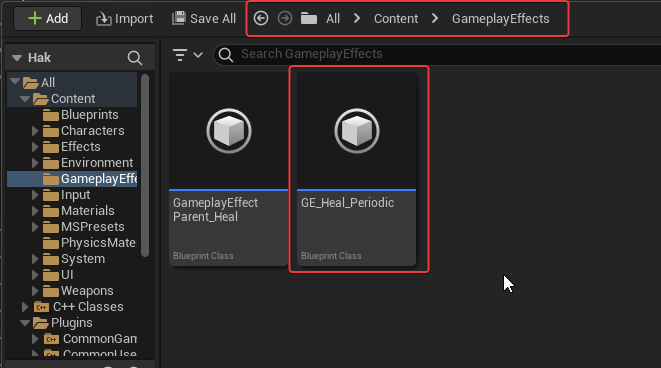 Add
Import
Save All
All
Content
GameplayEffects
Hak
Search GameplayEffects
All
Content
Blueprints
Characters
Effects
Environment
GameplayEffe
Input
Materials
MSPresets
PhysicsMate
System
UI
Weapons
C++ Classes
Plugins
CommonGam
CommonUse
GameplayEffect
Parent_Heal
Blueprint Class
GE_Heal_Periodic
Blueprint Class